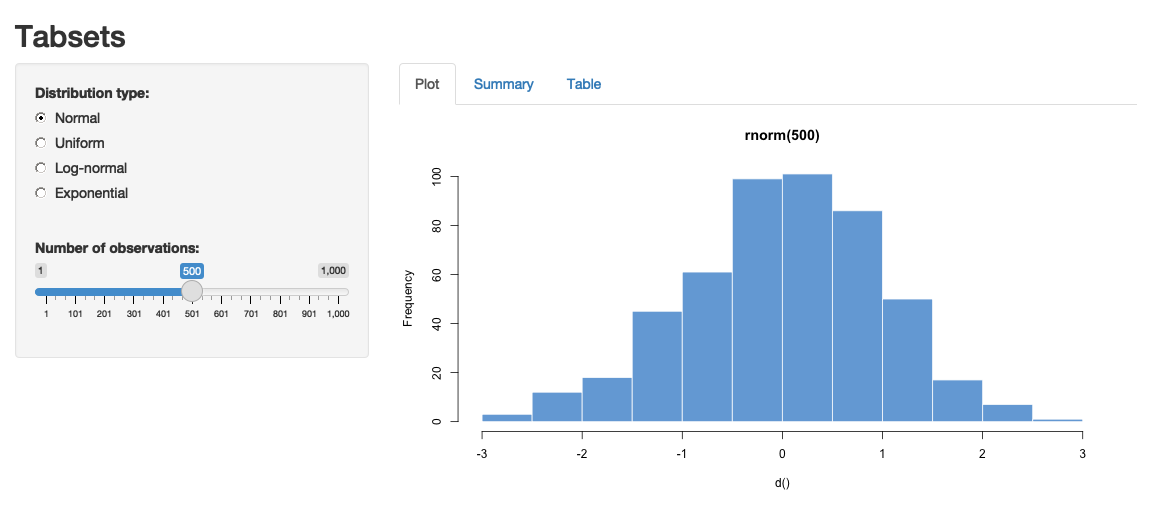 Tabsets
Distribution type:
Normal
Uniform
Log-normal
Exponential
Number of observations:
1 500 1,000
1 101 201 301 401 501 601 701 801 901 1,000
Plot Summary Table
rnorm(500)
Frequency
100
80
60
40
20
0
-3 -2 -1 0 1 2 3
d()